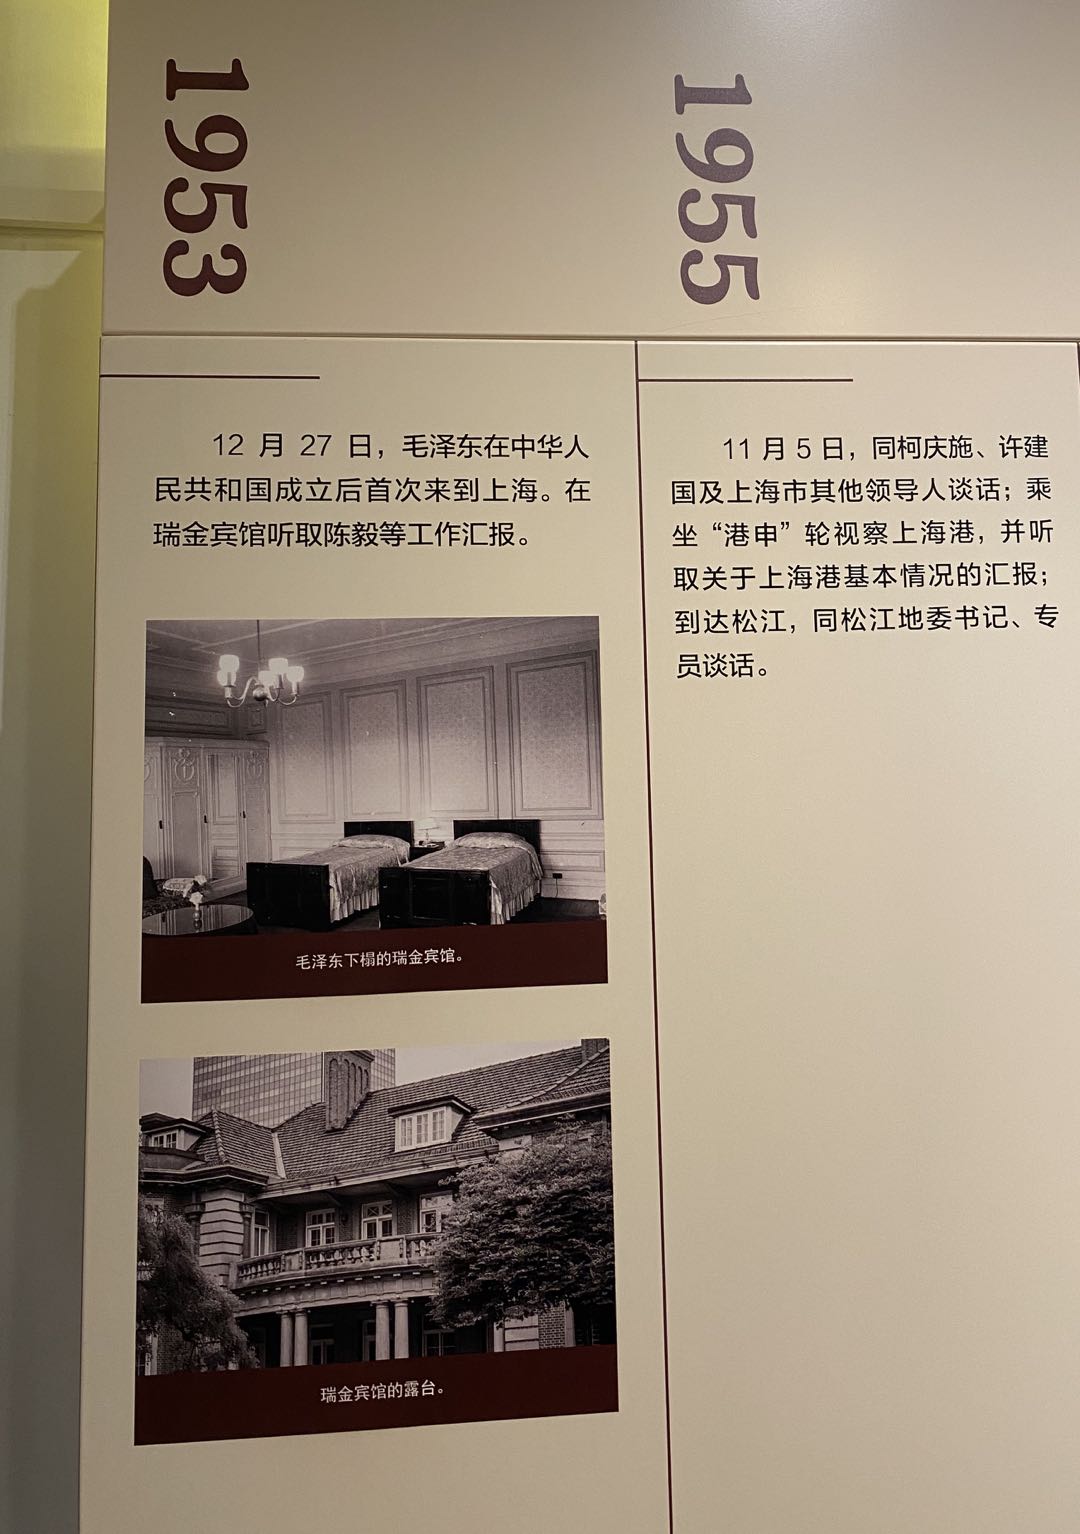 1953
12 月 27 日，毛泽东在中华人
民共和国成立后首次来到上海。在
瑞金宾馆听取陈毅等工作汇报。
毛泽东下榻的瑞金宾馆。
瑞金宾馆的露台。
1955
11 月 5 日，同柯庆施、许建
国及上海市其他领导人谈话；乘
坐“港申”轮视察上海港，并听
取关于上海港基本情况的汇报；
到达松江，同松江地委书记、专
员谈话。